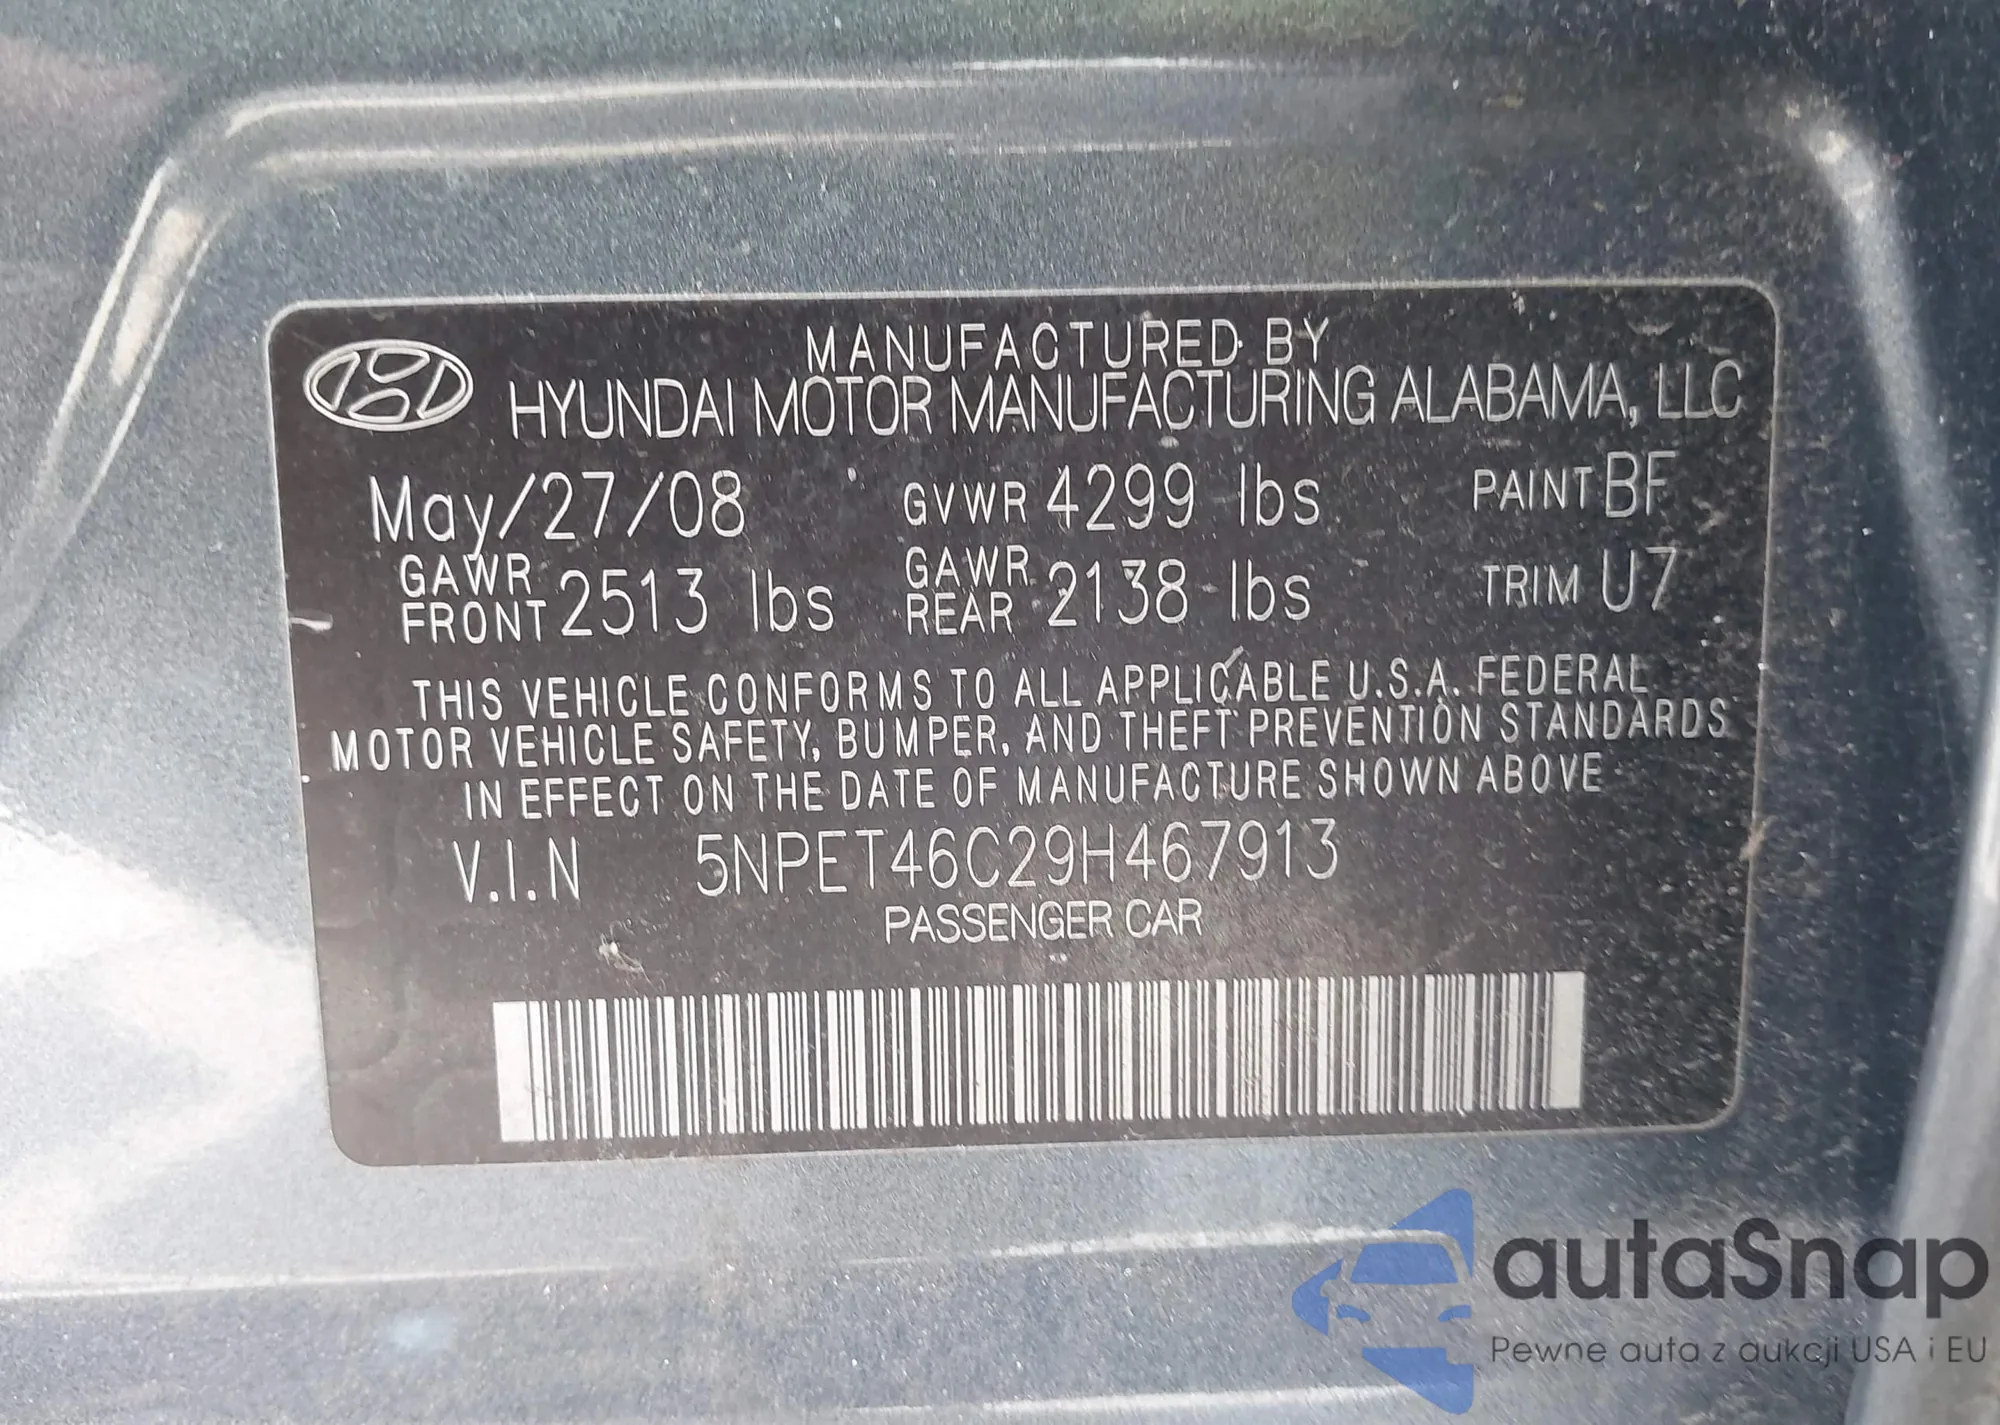 MANUFACTURED BY
HYUNDAI MOTOR MANUFACTURING ALABAMA, LLC
May/27/08 GVWR 4299 lbs PAINT BF
GAWR FRONT 2513 lbs GAWR REAR 2138 lbs TRIM U7
THIS VEHICLE CONFORMS TO ALL APPLICABLE U.S.A. FEDERAL
MOTOR VEHICLE SAFETY, BUMPER, AND THEFT PREVENTION STANDARDS
IN EFFECT ON THE DATE OF MANUFACTURE SHOWN ABOVE
V.I.N 5NPET46C29H467913
PASSENGER CAR
autaSnap
Pewne auta z aukcji USA i EU